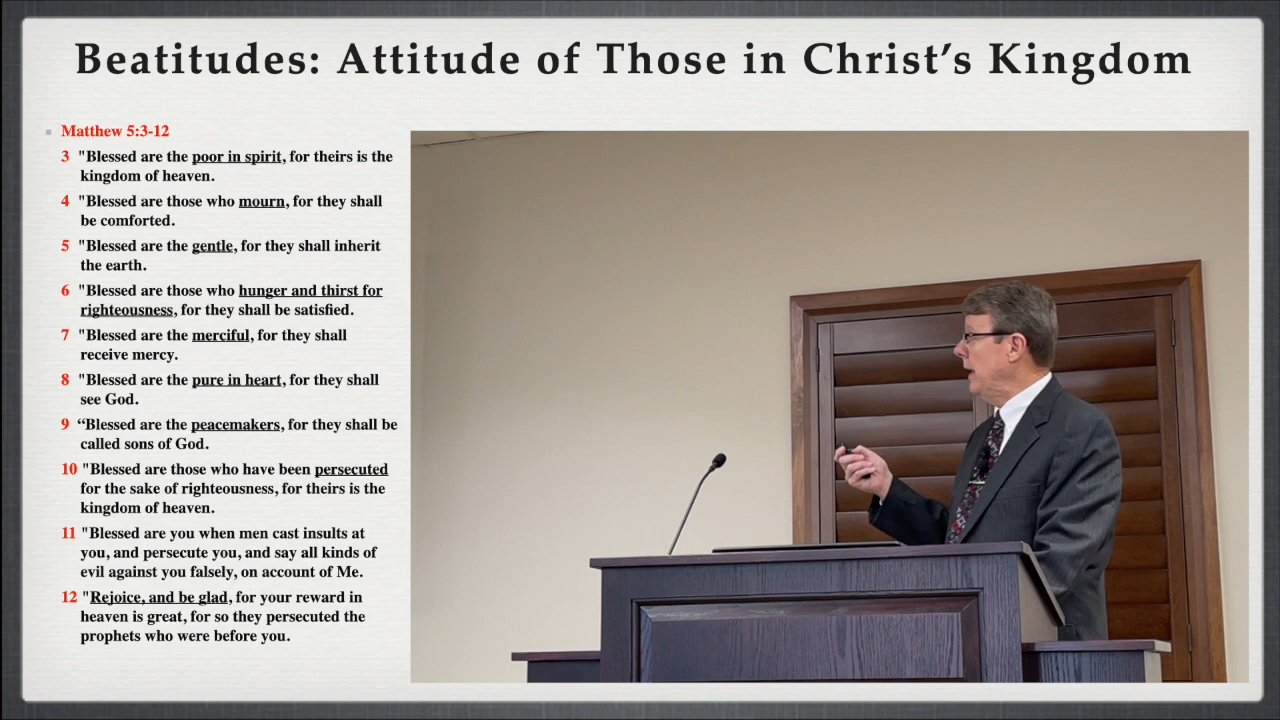 Beatitudes: Attitude of Those in Christ’s Kingdom
Matthew 5:3-12
3 "Blessed are the poor in spirit, for theirs is the
kingdom of heaven.
4 "Blessed are those who mourn, for they shall
be comforted.
5 "Blessed are the gentle, for they shall inherit
the earth.
6 "Blessed are those who hunger and thirst for
righteousness, for they shall be satisfied.
7 "Blessed are the merciful, for they shall
receive mercy.
8 "Blessed are the pure in heart, for they shall
see God.
9 “Blessed are the peacemakers, for they shall be
called sons of God.
10 "Blessed are those who have been persecuted
for the sake of righteousness, for theirs is the
kingdom of heaven.
11 "Blessed are you when men cast insults at
you, and persecute you, and say all kinds of
evil against you falsely, on account of Me.
12 "Rejoice, and be glad, for your reward in
heaven is great, for so they persecuted the
prophets who were before you.